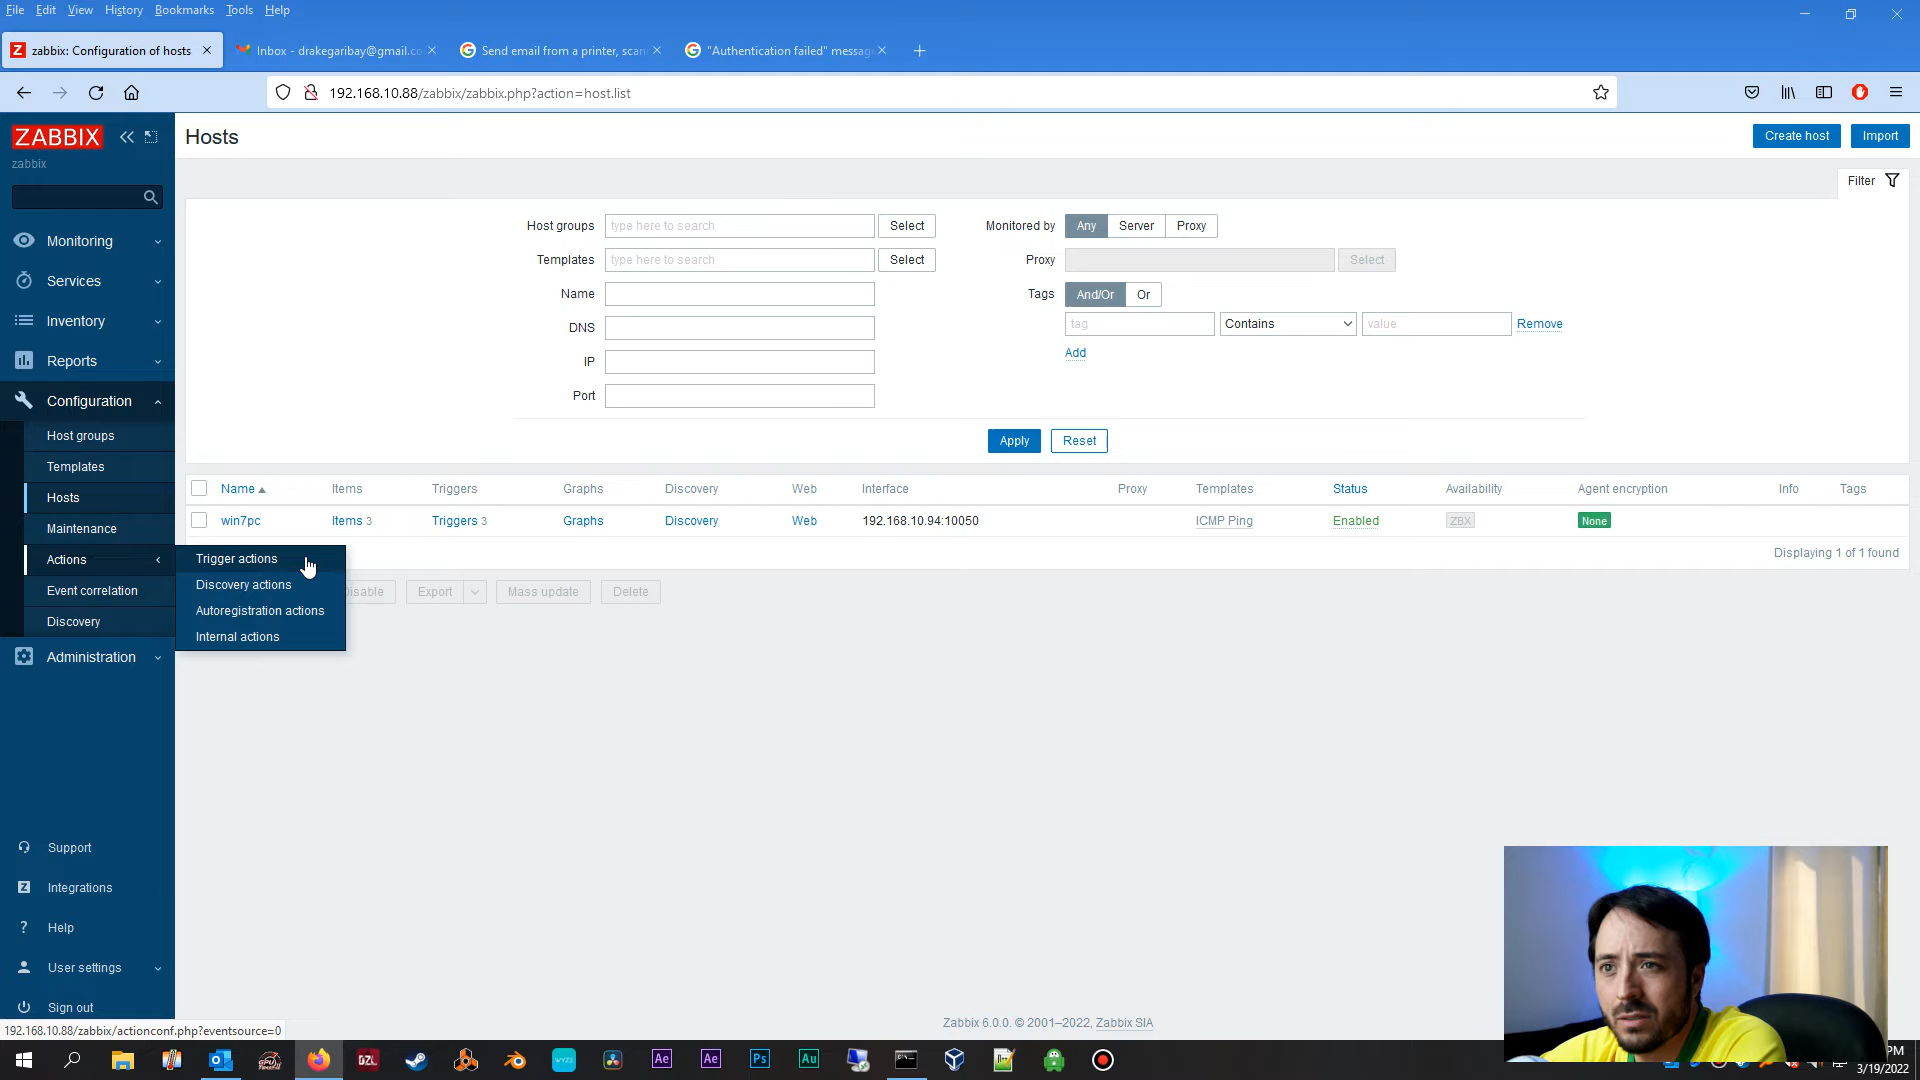 File Edit View History Bookmarks Tools Help
zabbix: Configuration of hosts
Inbox - drakegaribay@gmail.co
Send email from a printer, scan
"Authentication failed" messag
192.168.10.88/zabbix/zabbix.php?action=host.list
ZABBIX
zabbix
Monitoring
Services
Inventory
Reports
Configuration
Host groups
Templates
Hosts
Maintenance
Actions
Event correlation
Discovery
Administration
Support
Integrations
Help
User settings
Sign out
Trigger actions
Discovery actions
Autoregistration actions
Internal actions
Hosts
Create host Import
Filter
Host groups type here to search Select
Templates type here to search Select
Name
DNS
IP
Port
Monitored by Any Server Proxy
Proxy Select
Tags And/Or Or
tag Contains value Remove
Add
Apply Reset
Name Items Triggers Graphs Discovery Web Interface Proxy Templates Status Availability Agent encryption Info Tags
win7pc Items 3 Triggers 3 Graphs Discovery Web 192.168.10.94:10050 ICMP Ping Enabled ZBX None
Displaying 1 of 1 found
Export Mass update Delete
Zabbix 6.0.0. © 2001–2022, Zabbix SIA
192.168.10.88/zabbix/actionconf.php?eventsource=0
DZL WYZE Ae Ae Ps Au
PM
3/19/2022